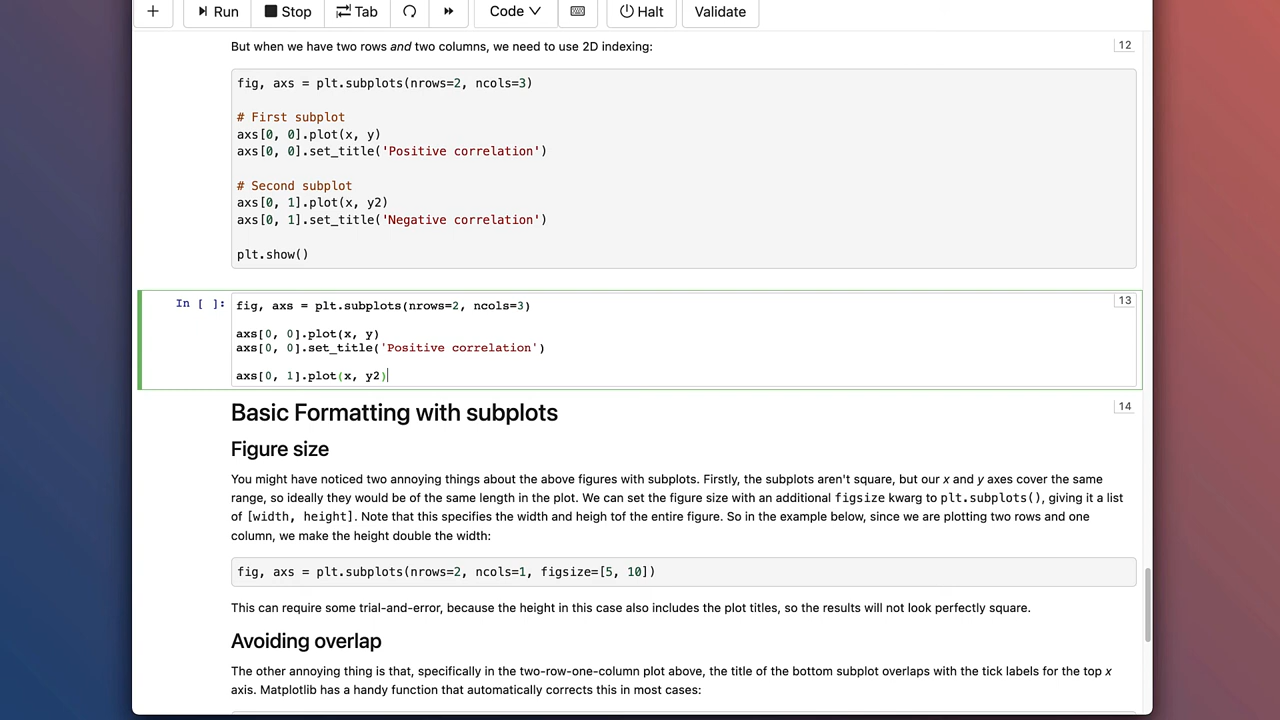 + Run Stop Tab Code Halt Validate
But when we have two rows and two columns, we need to use 2D indexing:
12
fig, axs = plt.subplots(nrows=2, ncols=3)
# First subplot
axs[0, 0].plot(x, y)
axs[0, 0].set_title('Positive correlation')
# Second subplot
axs[0, 1].plot(x, y2)
axs[0, 1].set_title('Negative correlation')
plt.show()
In [ ]:
13
fig, axs = plt.subplots(nrows=2, ncols=3)
axs[0, 0].plot(x, y)
axs[0, 0].set_title('Positive correlation')
axs[0, 1].plot(x, y2)
Basic Formatting with subplots
14
Figure size
You might have noticed two annoying things about the above figures with subplots. Firstly, the subplots aren't square, but our x and y axes cover the same
range, so ideally they would be of the same length in the plot. We can set the figure size with an additional figsize kwarg to plt.subplots(), giving it a list
of [width, height]. Note that this specifies the width and heigh tof the entire figure. So in the example below, since we are plotting two rows and one
column, we make the height double the width:
fig, axs = plt.subplots(nrows=2, ncols=1, figsize=[5, 10])
This can require some trial-and-error, because the height in this case also includes the plot titles, so the results will not look perfectly square.
Avoiding overlap
The other annoying thing is that, specifically in the two-row-one-column plot above, the title of the bottom subplot overlaps with the tick labels for the top x
axis. Matplotlib has a handy function that automatically corrects this in most cases: